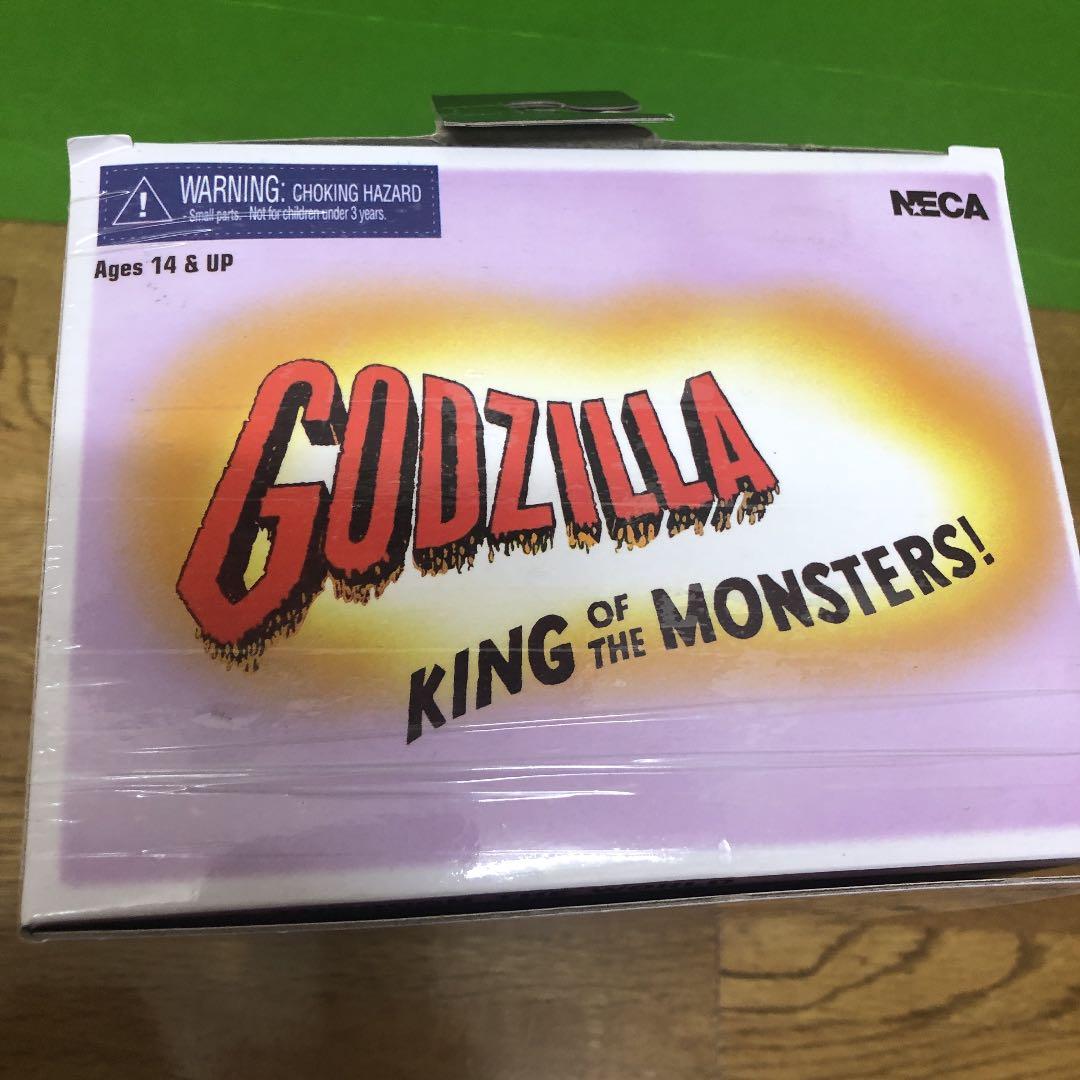 WARNING: CHOKING HAZARD
- Small parts. Not for children under 3 years.
NECA
Ages 14 & UP
GODZILLA
KING OF THE MONSTERS!